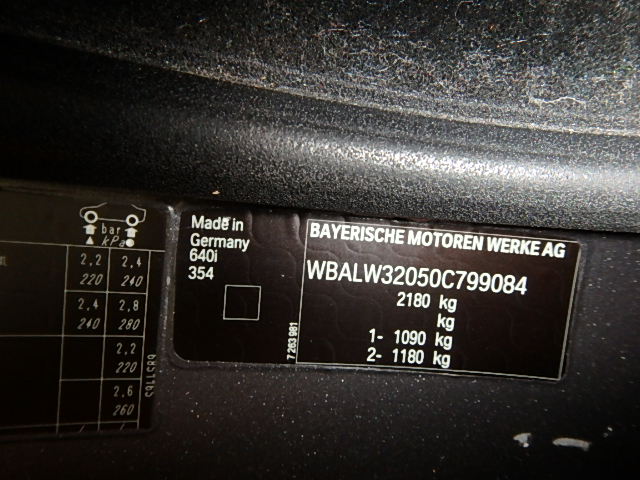 bar
kPa
2,2 2,4
220 240
2,4 2,8
240 280
2,2
220
2,6
260
Made in
Germany
640i
354
7 263 981
BAYERISCHE MOTOREN WERKE AG
WBALW32050C799084
2180 kg
kg
1- 1090 kg
2- 1180 kg